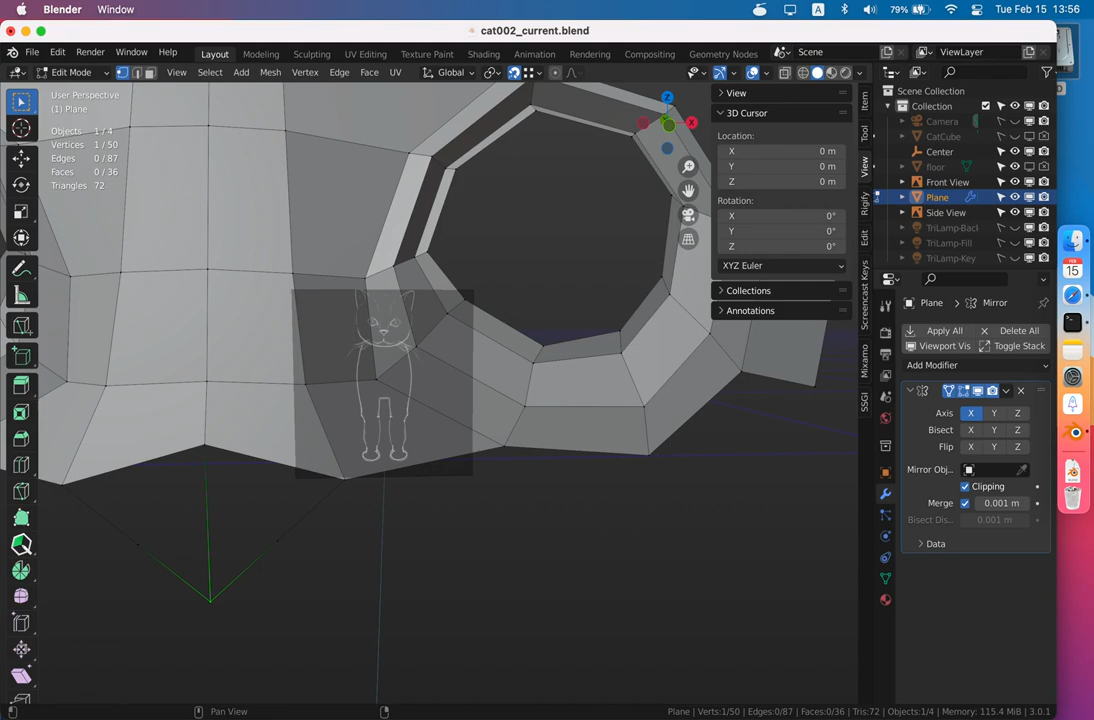 Blender Window A 79% Tue Feb 15 13:56
cat002_current.blend
File Edit Render Window Help Layout Modeling Sculpting UV Editing Texture Paint Shading Animation Rendering Compositing Geometry Nodes Scene ViewLayer
Edit Mode View Select Add Mesh Vertex Edge Face UV Global
User Perspective
(1) Plane
Objects 1/4
Vertices 1/50
Edges 0/87
Faces 0/36
Triangles 72
Z
X
View
3D Cursor
Location:
X 0 m
Y 0 m
Z 0 m
Rotation:
X 0°
Y 0°
Z 0°
XYZ Euler
Collections
Annotations
Item
Tool
View
Rigify
Edit
Screencast Keys
Mixamo
SSGI
Scene Collection
Collection
Camera
CatCube
Center
floor
Front View
Plane
Side View
TriLamp-Back
TriLamp-Fill
TriLamp-Key
Plane Mirror
Apply All Delete All
Viewport Vis Toggle Stack
Add Modifier
Axis X Y Z
Bisect X Y Z
Flip X Y Z
Mirror Obj...
Clipping
Merge 0.001 m
Bisect Dis... 0.001 m
Data
FEB
15
Pan View
Plane | Verts:1/50 | Edges:0/87 | Faces:0/36 | Tris:72 | Objects:1/4 | Memory: 115.4 MiB | 3.0.1